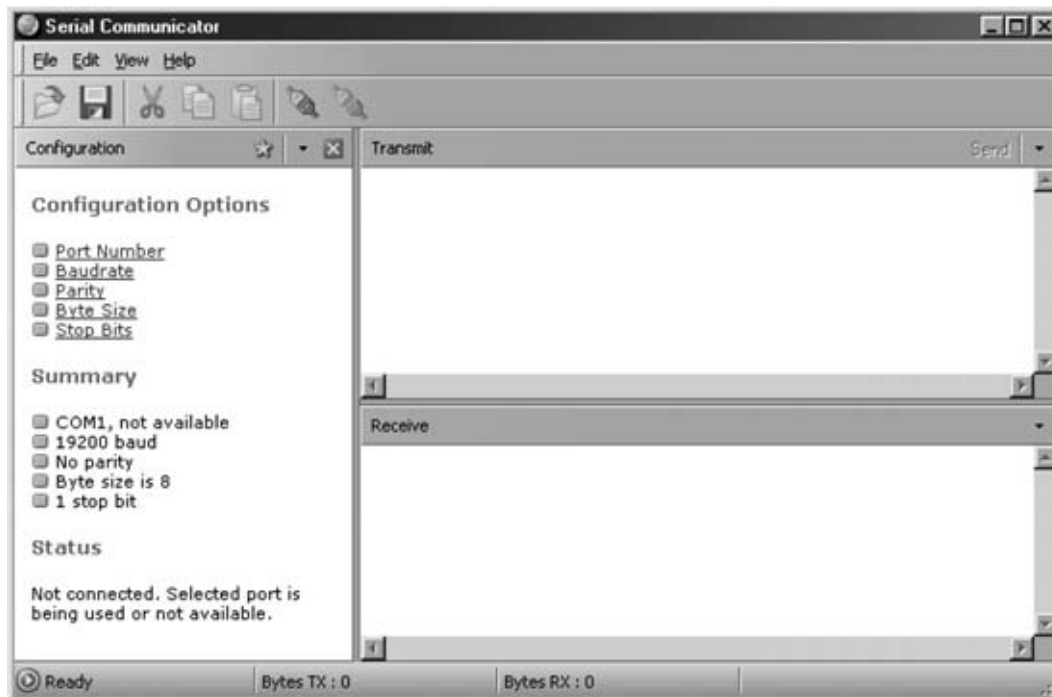 Serial Communicator
File Edit View Help
Configuration
Transmit
Send
Configuration Options
Port Number
Baudrate
Parity
Byte Size
Stop Bits
Summary
COM1, not available
19200 baud
No parity
Byte size is 8
1 stop bit
Status
Not connected. Selected port is
being used or not available.
Receive
Ready
Bytes TX : 0
Bytes RX : 0